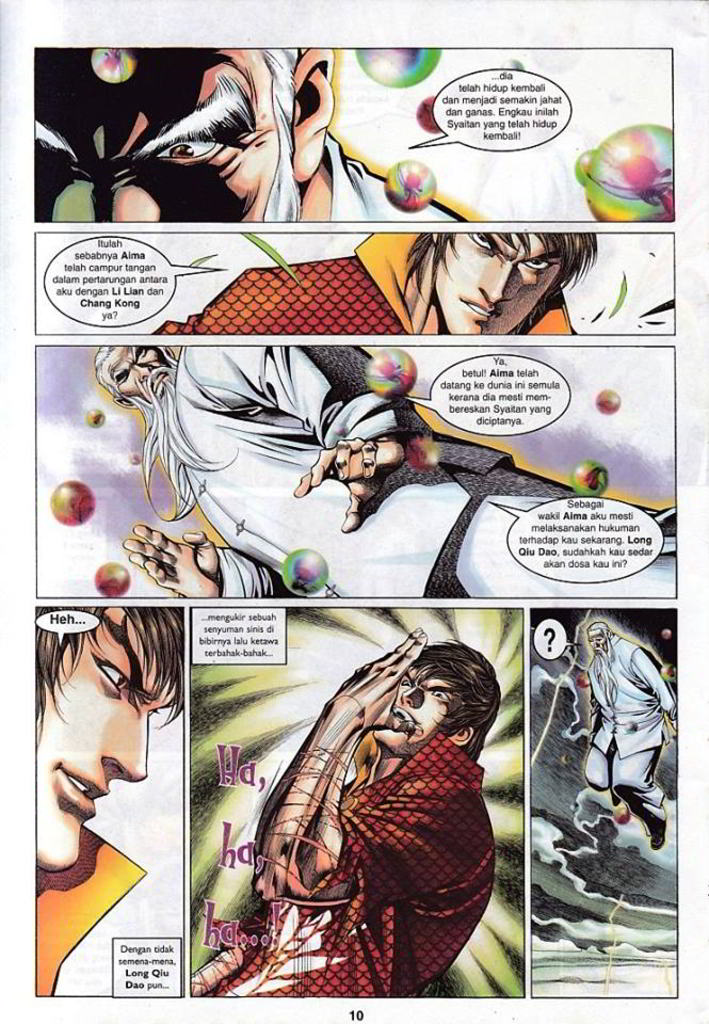 ...dia
telah hidup kembali
dan menjadi semakin jahat
dan ganas. Engkau inilah
Syaitan yang telah hidup
kembali!
Itulah
sebabnya Aima
telah campur tangan
dalam pertarungan antara
aku dengan Li Lian dan
Chang Kong
ya?
Ya,
betul! Aima telah
datang ke dunia ini semula
kerana dia mesti mem-
bereskan Syaitan yang
diciptanya.
Sebagai
wakil Aima aku mesti
melaksanakan hukuman
terhadap kau sekarang. Long
Qiu Dao, sudahkah kau sedar
akan dosa kau ini?
Heh...
Dengan tidak
semena-mena,
Long Qiu
Dao pun...
...mengukir sebuah
senyuman sinis di
bibirnya lalu ketawa
terbahak-bahak...
Ha,
ha,
ha...!
?
10